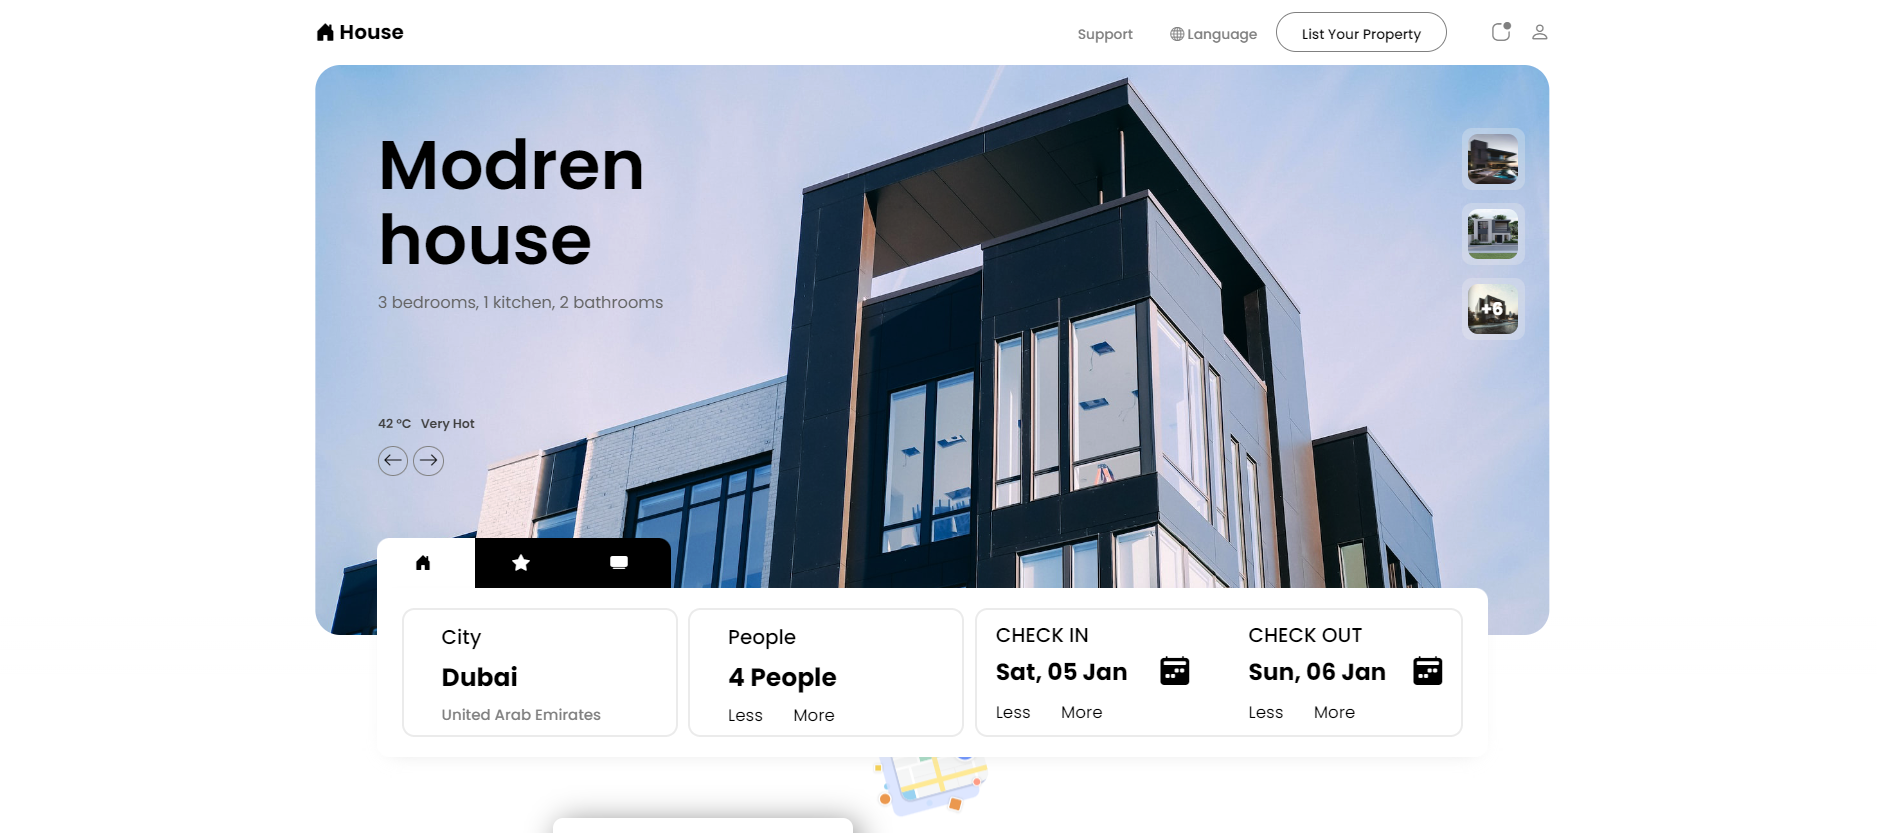 House
Support
Language
List Your Property
Modren
house
3 bedrooms, 1 kitchen, 2 bathrooms
+6
42 °C Very Hot
City
Dubai
United Arab Emirates
People
4 People
Less More
CHECK IN
Sat, 05 Jan
Less More
CHECK OUT
Sun, 06 Jan
Less More